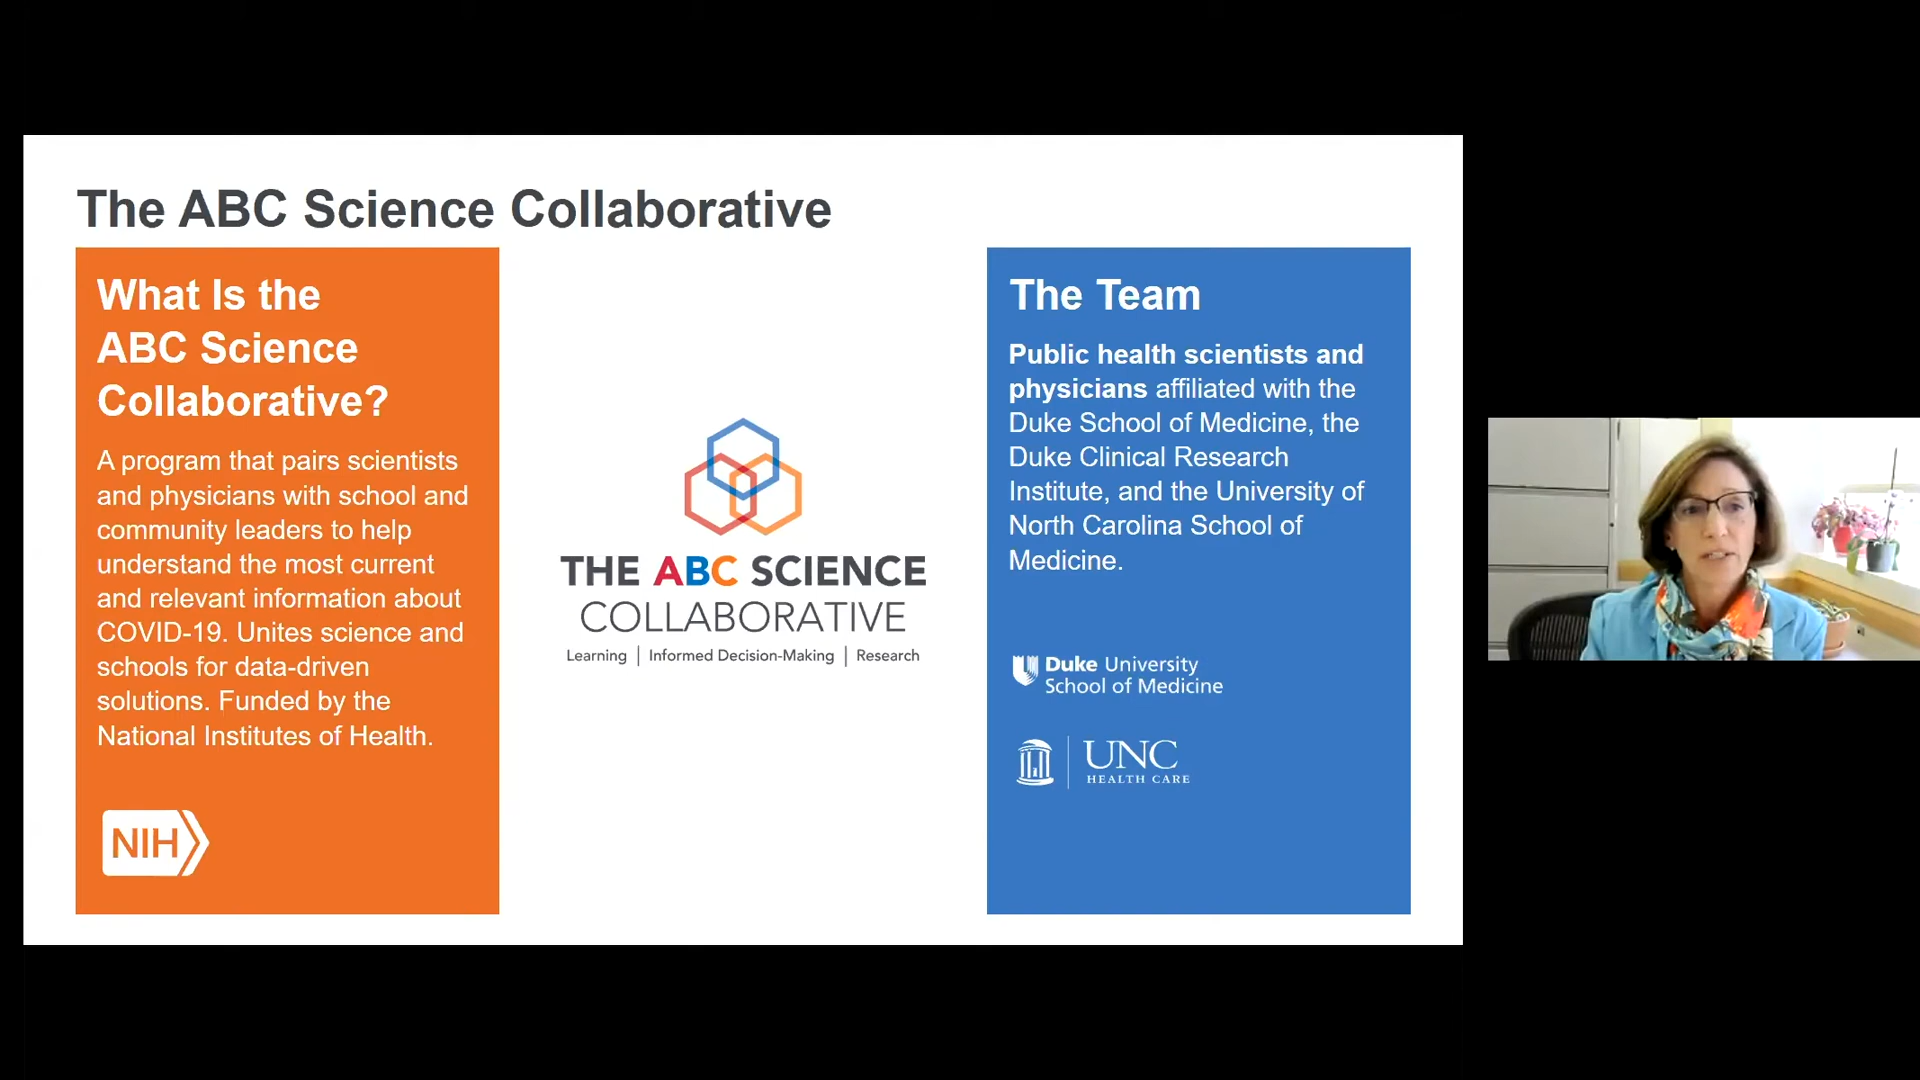 The ABC Science Collaborative
What Is the
ABC Science
Collaborative?
A program that pairs scientists
and physicians with school and
community leaders to help
understand the most current
and relevant information about
COVID-19. Unites science and
schools for data-driven
solutions. Funded by the
National Institutes of Health.
NIH
THE ABC SCIENCE
COLLABORATIVE
Learning | Informed Decision-Making | Research
The Team
Public health scientists and
physicians affiliated with the
Duke School of Medicine, the
Duke Clinical Research
Institute, and the University of
North Carolina School of
Medicine.
Duke University
School of Medicine
UNC
HEALTH CARE